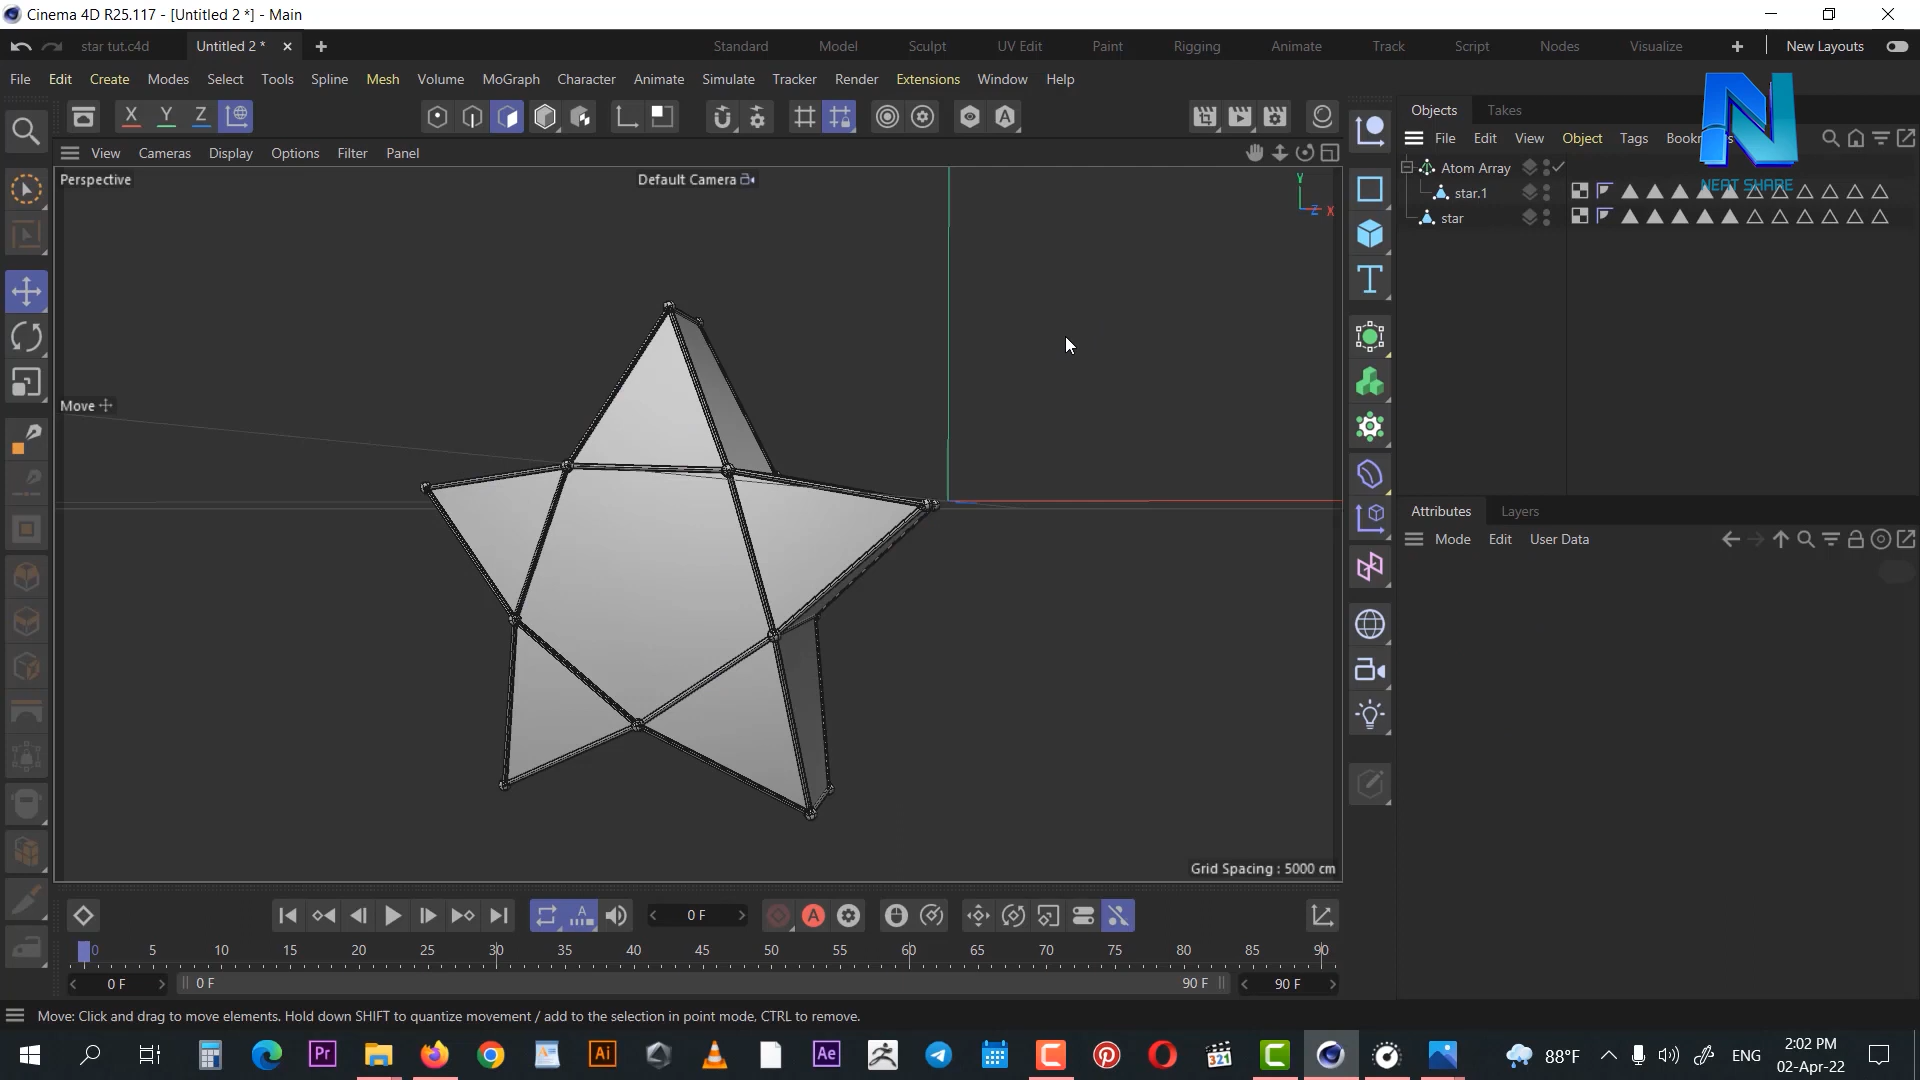 Cinema 4D R25.117 - [Untitled 2 *] - Main
star tut.c4d Untitled 2 * Standard Model Sculpt UV Edit Paint Rigging Animate Track Script Nodes Visualize New Layouts
File Edit Create Modes Select Tools Spline Mesh Volume MoGraph Character Animate Simulate Tracker Render Extensions Window Help
X Y Z
Objects Takes
View Cameras Display Options Filter Panel
File Edit View Object Tags
Perspective Default Camera
Y
Z X
Atom Array
NEAT SHARE
star.1
star
Move
Attributes Layers
Mode Edit User Data
Grid Spacing : 5000 cm
0 F
0 5 10 15 20 25 30 35 40 45 50 55 60 65 70 75 80 85 90
0 F 0 F 90 F 90 F
Move: Click and drag to move elements. Hold down SHIFT to quantize movement / add to the selection in point mode, CTRL to remove.
Pr Ai Ae 321 88°F ENG 2:02 PM
02-Apr-22